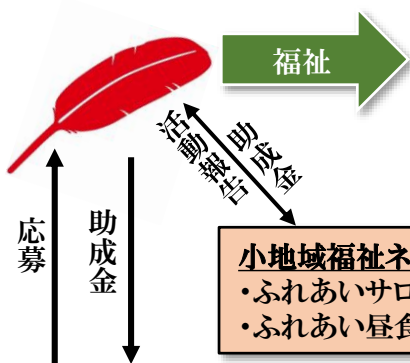 福祉
活動報告
助成金
応募
助成金
小地域福祉ネ
・ふれあいサロ
・ふれあい昼食